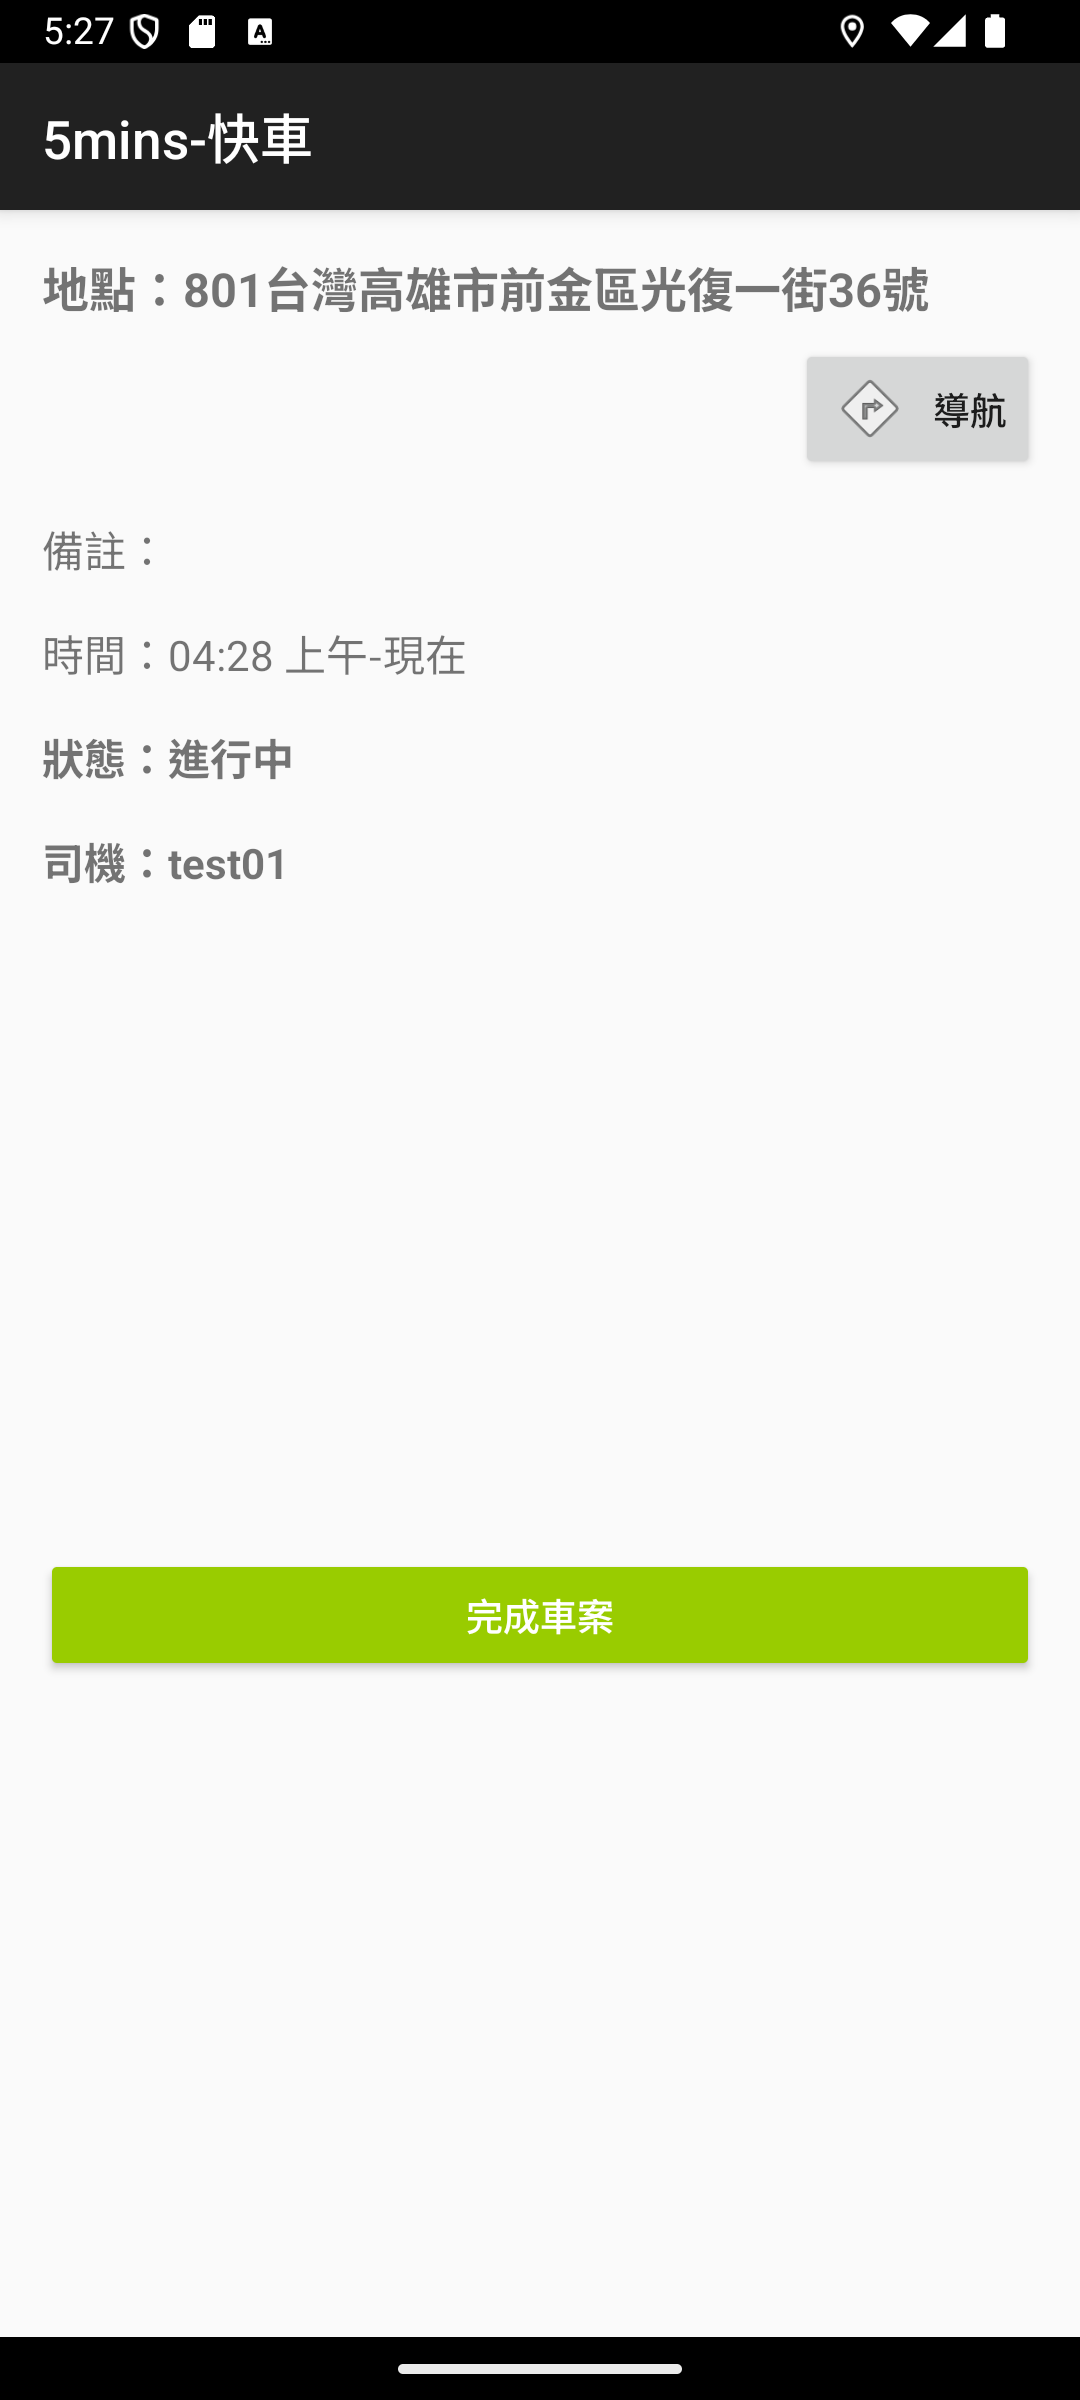 5:27
5mins-快車
地點：801台灣高雄市前金區光復一街36號
導航
備註：
時間：04:28 上午-現在
狀態：進行中
司機：test01
完成車案